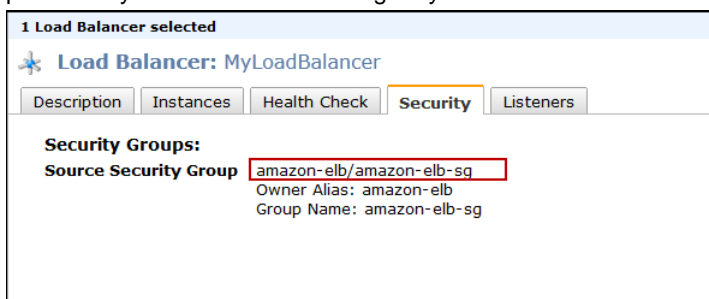 1 Load Balancer selected
Load Balancer: MyLoadBalancer
Description Instances Health Check Security Listeners
Security Groups:
Source Security Group amazon-elb/amazon-elb-sg
Owner Alias: amazon-elb
Group Name: amazon-elb-sg